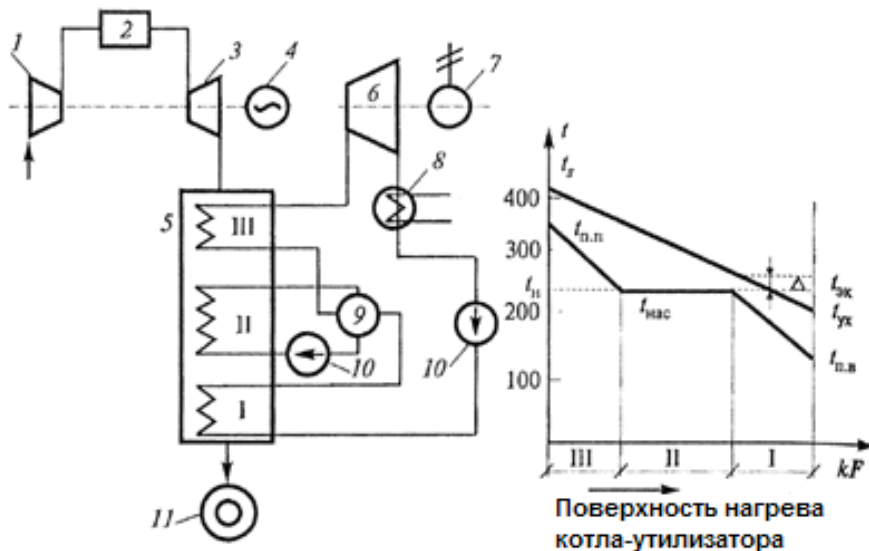 1
2
3
4
5
6
7
8
9
10
10
11
III
II
I
t
t_s
400
t_п.п
300
t_н
Δ
t_эк
200
t_нас
t_ух
t_п.в
100
III
II
I
kF
Поверхность нагрева
котла-утилизатора